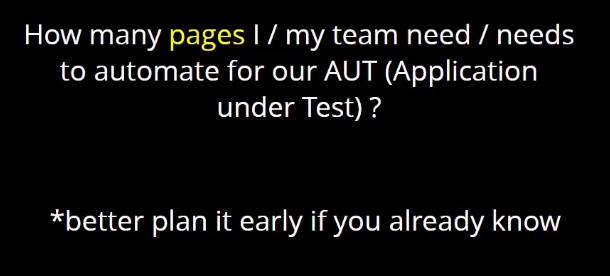 How many pages I / my team need / needs
to automate for our AUT (Application
under Test) ?
*better plan it early if you already know